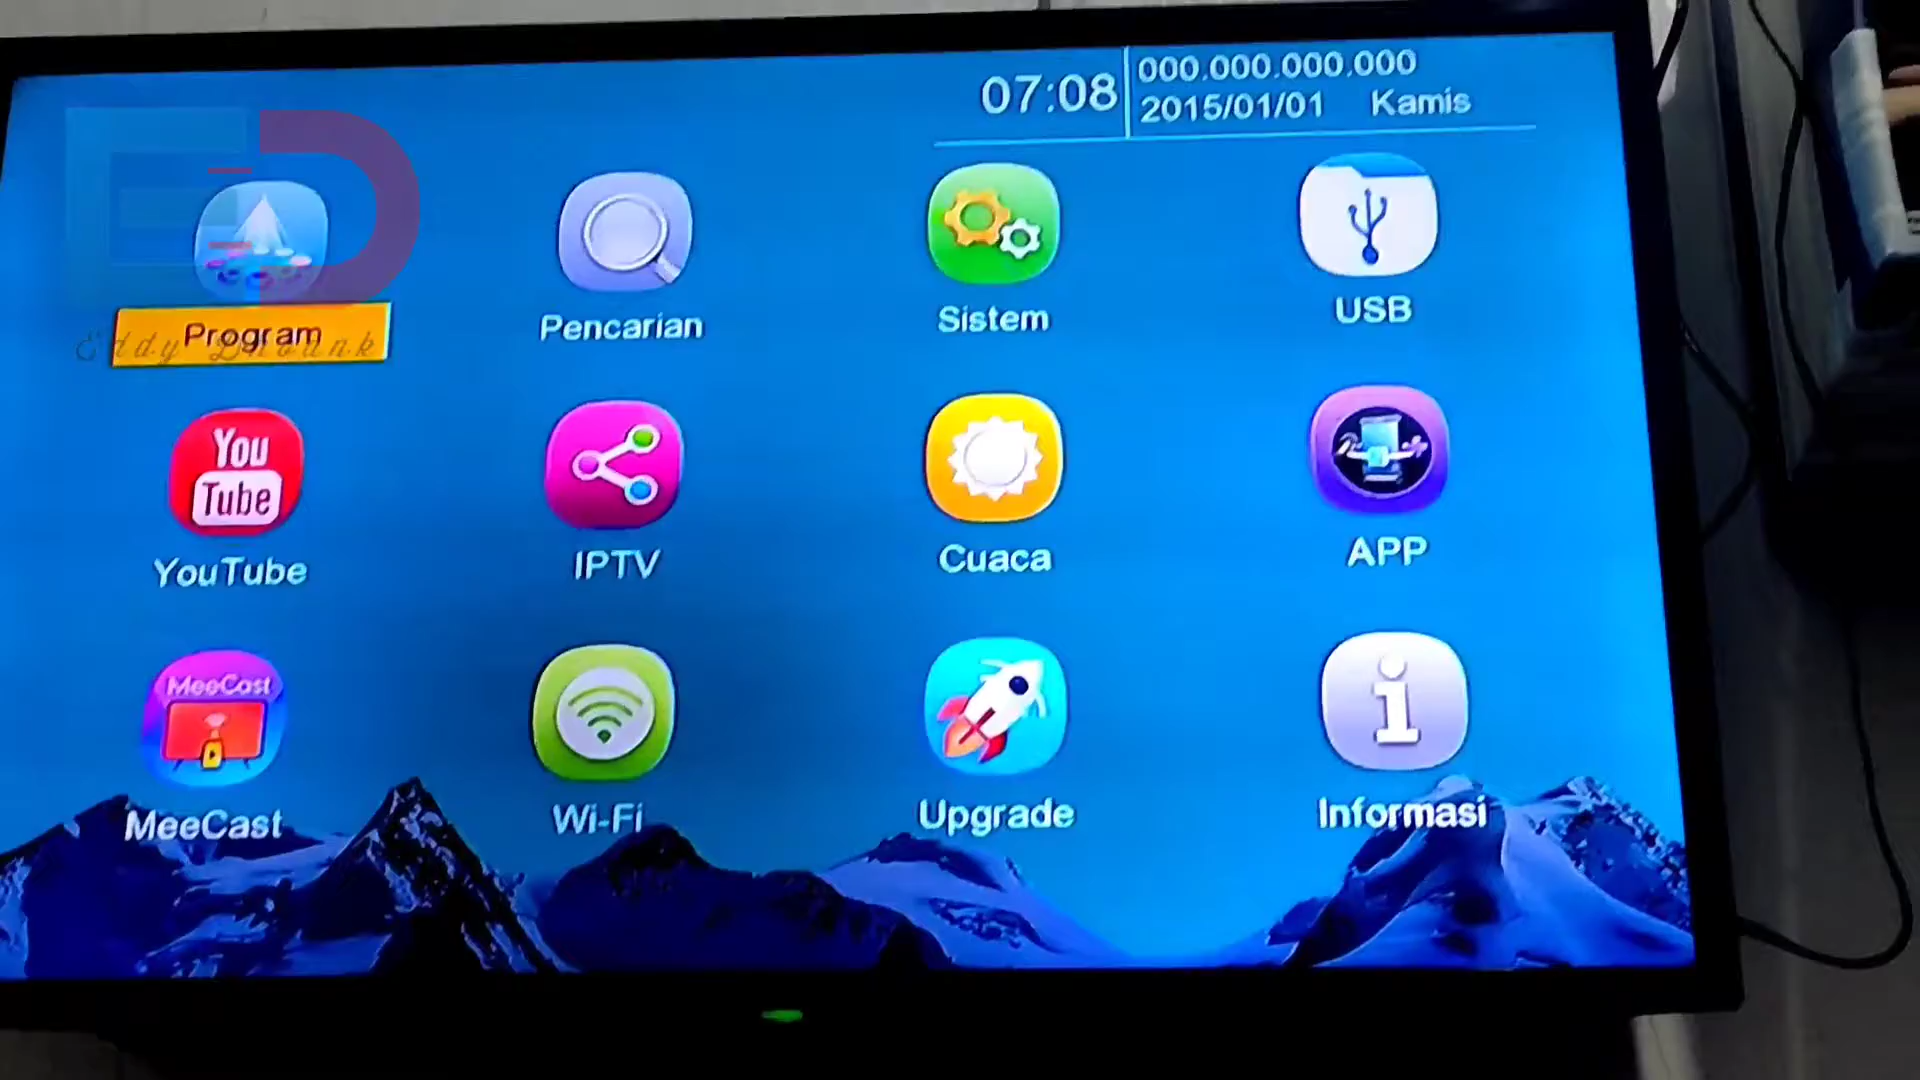 07:08
000.000.000.000
2015/01/01 Kamis
Program
Pencarian
Sistem
USB
You
Tube
YouTube
IPTV
Cuaca
APP
MeeCast
MeeCast
Wi-Fi
Upgrade
Informasi